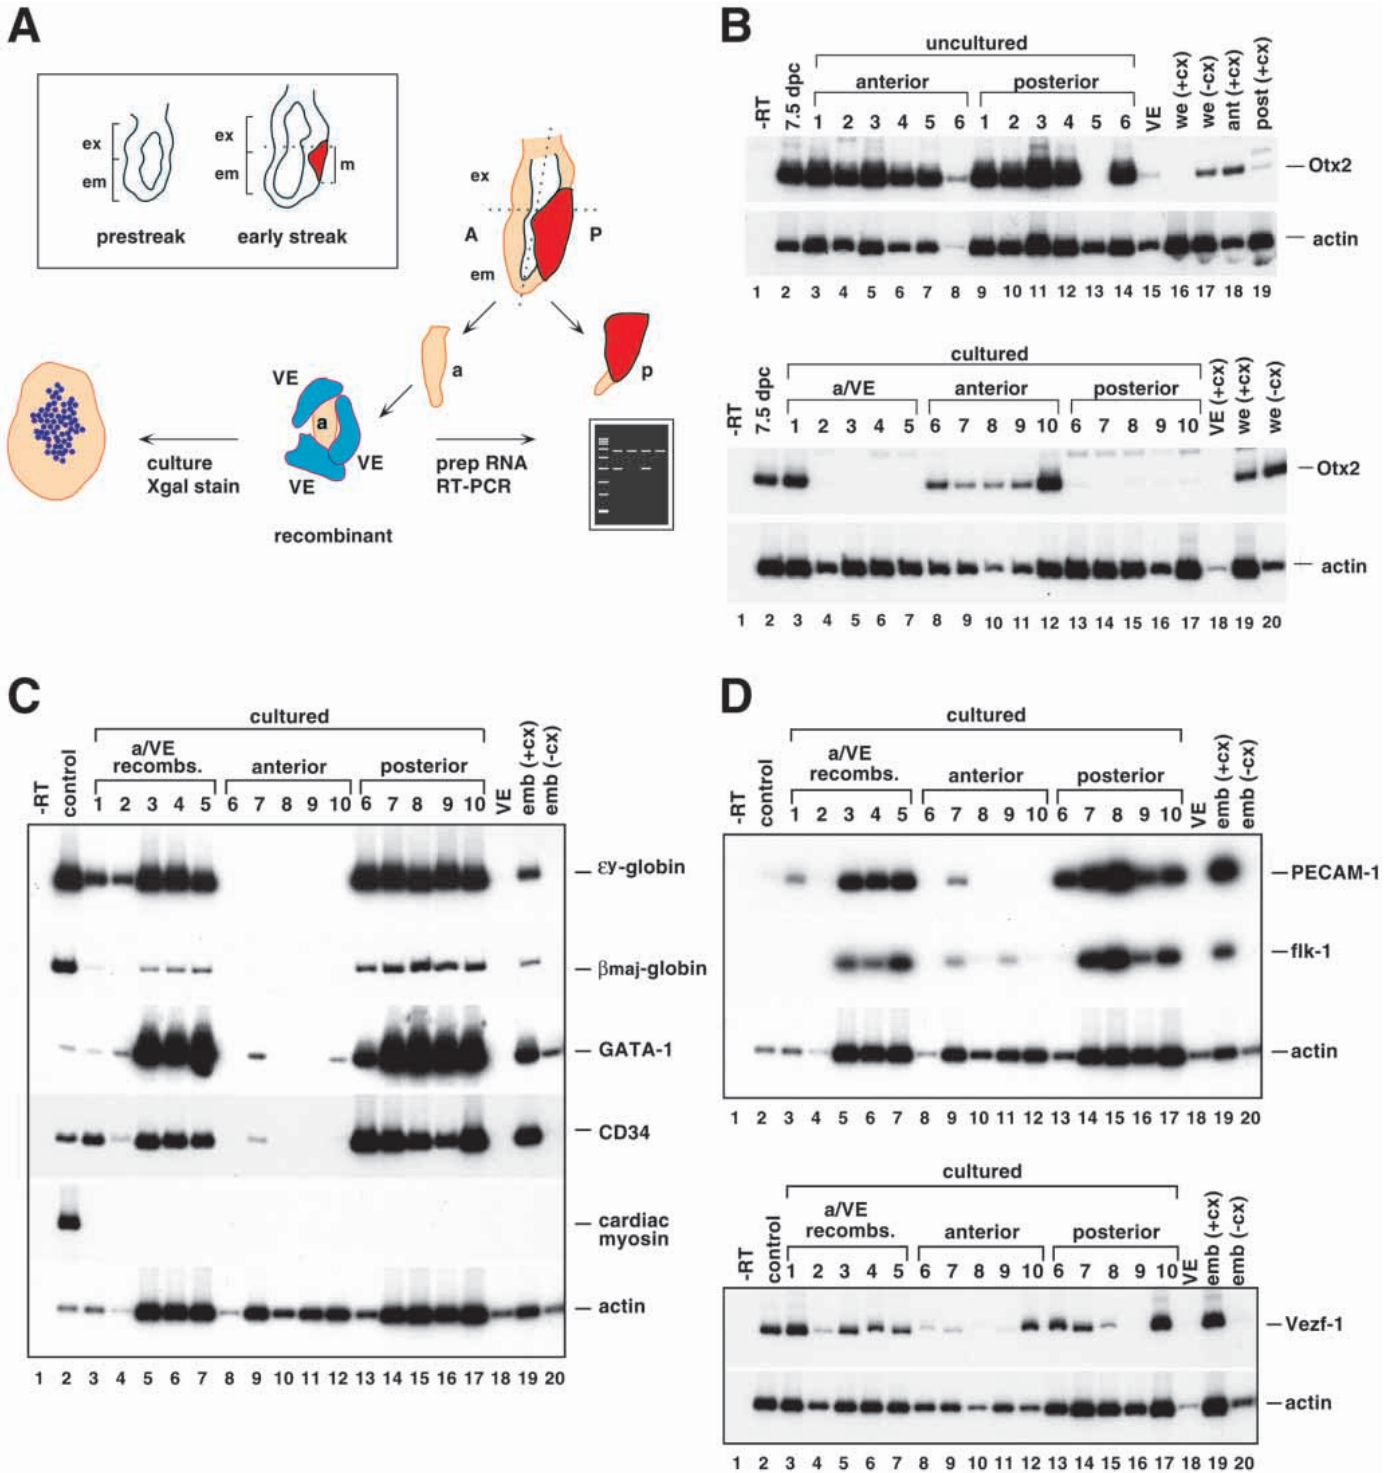 A
ex
em
prestreak
ex
em
m
early streak
ex
A
P
em
a
p
VE
a
VE
VE
culture
Xgal stain
prep RNA
RT-PCR
recombinant
B
uncultured
anterior
posterior
-RT
7.5 dpc
1 2 3 4 5 6
1 2 3 4 5 6
VE
we (+cx)
we (-cx)
ant (+cx)
post (+cx)
Otx2
actin
1 2 3 4 5 6 7 8 9 10 11 12 13 14 15 16 17 18 19
cultured
a/VE
anterior
posterior
-RT
7.5 dpc
1 2 3 4 5
6 7 8 9 10
6 7 8 9 10
VE (+cx)
we (+cx)
we (-cx)
Otx2
actin
1 2 3 4 5 6 7 8 9 10 11 12 13 14 15 16 17 18 19 20
C
cultured
a/VE
recombs.
anterior
posterior
-RT
control
1 2 3 4 5
6 7 8 9 10
6 7 8 9 10
VE
emb (+cx)
emb (-cx)
εy-globin
βmaj-globin
GATA-1
CD34
cardiac
myosin
actin
1 2 3 4 5 6 7 8 9 10 11 12 13 14 15 16 17 18 19 20
D
cultured
a/VE
recombs.
anterior
posterior
-RT
control
1 2 3 4 5
6 7 8 9 10
6 7 8 9 10
VE
emb (+cx)
emb (-cx)
PECAM-1
flk-1
actin
1 2 3 4 5 6 7 8 9 10 11 12 13 14 15 16 17 18 19 20
cultured
a/VE
recombs.
anterior
posterior
-RT
control
1 2 3 4 5
6 7 8 9 10
6 7 8 9 10
VE
emb (+cx)
emb (-cx)
Vezf-1
actin
1 2 3 4 5 6 7 8 9 10 11 12 13 14 15 16 17 18 19 20